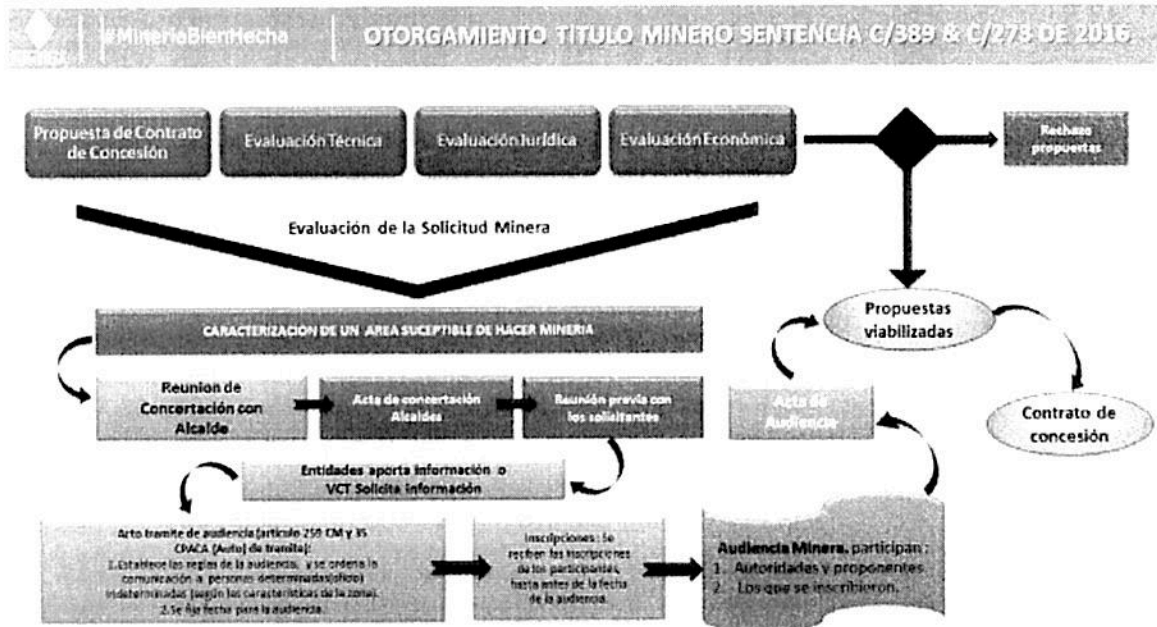 #MineriaBienHecha
OTORGAMIENTO TÍTULO MINERO SENTENCIA C/389 & C/273 DE 2016
Propuesta de Contrato
de Concesión
Evaluación Técnica
Evaluación Jurídica
Evaluación Económica
Rechazo
propuestas
Evaluación de la Solicitud Minera
Propuestas
viabilizadas
CARACTERIZACION DE UN AREA SUCEPTIBLE DE HACER MINERIA
Reunion de
Concertación con
Alcalde
Acta de concertación
Alcaldes
Reunión previa con
los solicitantes
Acta de
Audiencia
Contrato de
concesión
Entidades aporta información o
VCT Solicita información
Acto tramite de audiencia (artículo 259 CM y 35
CPACA (Auto) de tramite):
1.Establece las reglas de la audiencia, y se ordena la
comunicación a personas determinadas(oficio)
indeterminadas (según las características de la zona).
2.Se fija fecha para la audiencia.
Inscripciones: Se
reciben las inscripciones
de los participantes,
hasta antes de la fecha
de la audiencia.
Audiencia Minera. participan :
1. Autoridades y proponentes
2. Los que se inscribieron.